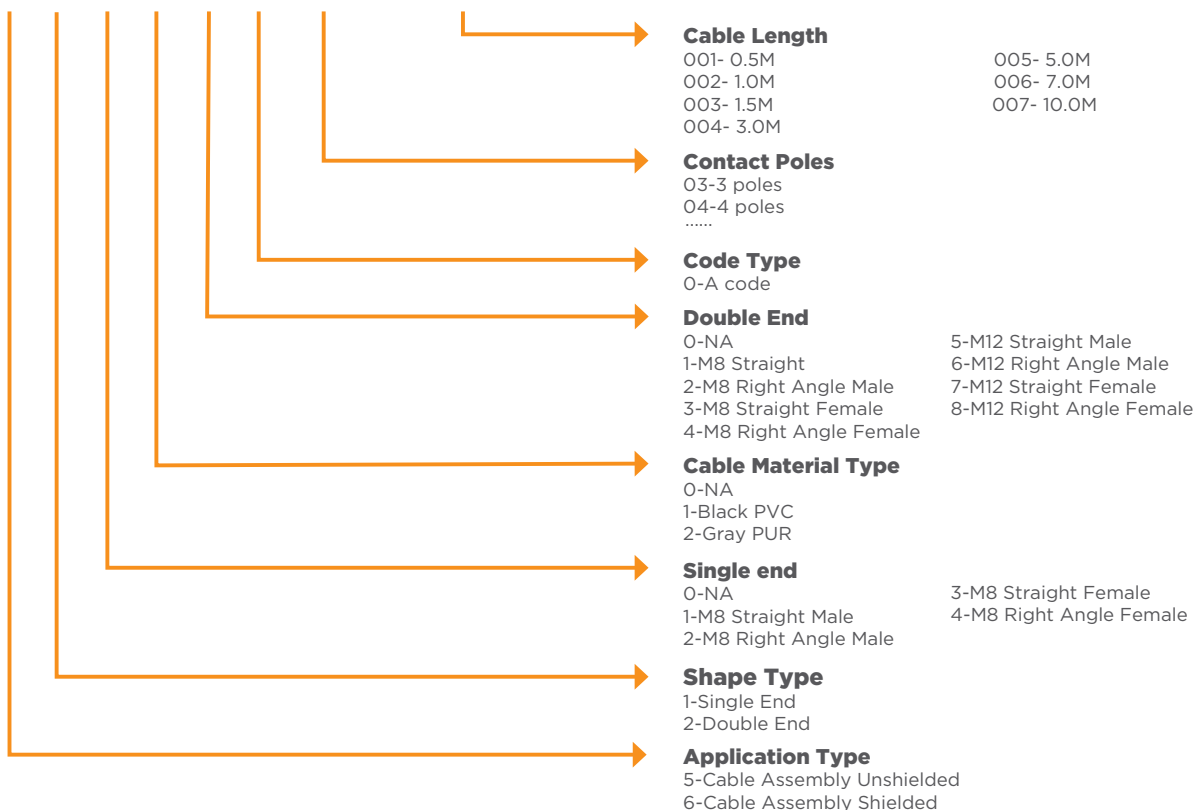 Cable Length
001- 0.5M 005- 5.0M
002- 1.0M 006- 7.0M
003- 1.5M 007- 10.0M
004- 3.0M
Contact Poles
03-3 poles
04-4 poles
......
Code Type
0-A code
Double End
0-NA 5-M12 Straight Male
1-M8 Straight 6-M12 Right Angle Male
2-M8 Right Angle Male 7-M12 Straight Female
3-M8 Straight Female 8-M12 Right Angle Female
4-M8 Right Angle Female
Cable Material Type
0-NA
1-Black PVC
2-Gray PUR
Single end
0-NA 3-M8 Straight Female
1-M8 Straight Male 4-M8 Right Angle Female
2-M8 Right Angle Male
Shape Type
1-Single End
2-Double End
Application Type
5-Cable Assembly Unshielded
6-Cable Assembly Shielded